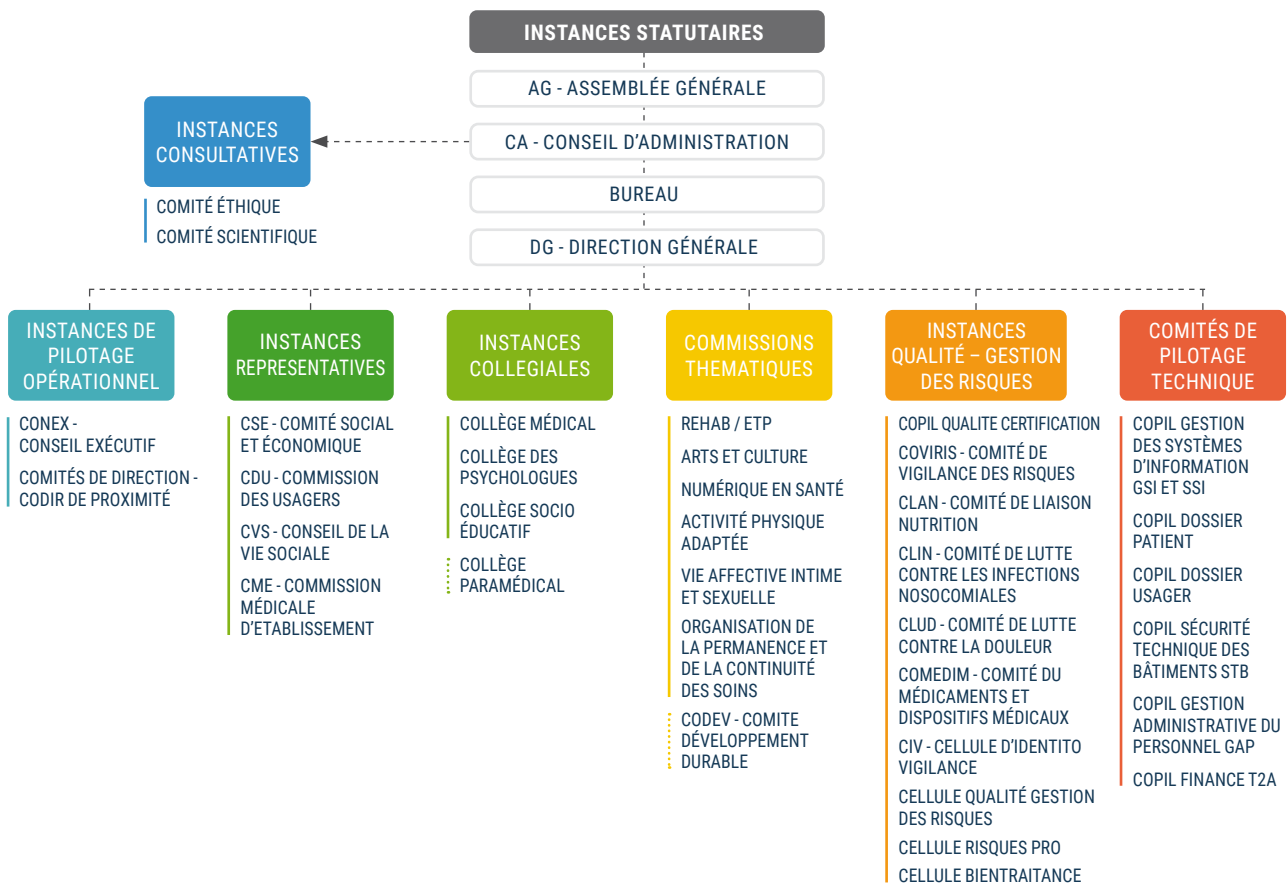 INSTANCES STATUTAIRES
AG - ASSEMBLÉE GÉNÉRALE
CA - CONSEIL D'ADMINISTRATION
BUREAU
DG - DIRECTION GÉNÉRALE
INSTANCES
CONSULTATIVES
COMITÉ ÉTHIQUE
COMITÉ SCIENTIFIQUE
INSTANCES DE
PILOTAGE
OPÉRATIONNEL
CONEX -
CONSEIL EXÉCUTIF
COMITÉS DE DIRECTION -
CODIR DE PROXIMITÉ
INSTANCES
REPRESENTATIVES
CSE - COMITÉ SOCIAL
ET ÉCONOMIQUE
CDU - COMMISSION
DES USAGERS
CVS - CONSEIL DE LA
VIE SOCIALE
CME - COMMISSION
MÉDICALE
D'ETABLISSEMENT
INSTANCES
COLLEGIALES
COLLÈGE MÉDICAL
COLLÈGE DES
PSYCHOLOGUES
COLLÈGE SOCIO
ÉDUCATIF
COLLÈGE
PARAMÉDICAL
COMMISSIONS
THEMATIQUES
REHAB / ETP
ARTS ET CULTURE
NUMÉRIQUE EN SANTÉ
ACTIVITÉ PHYSIQUE
ADAPTÉE
VIE AFFECTIVE INTIME
ET SEXUELLE
ORGANISATION DE
LA PERMANENCE ET
DE LA CONTINUITÉ
DES SOINS
CODEV - COMITE
DÉVELOPPEMENT
DURABLE
INSTANCES
QUALITÉ – GESTION
DES RISQUES
COPIL QUALITE CERTIFICATION
COVIRIS - COMITÉ DE
VIGILANCE DES RISQUES
CLAN - COMITÉ DE LIAISON
NUTRITION
CLIN - COMITÉ DE LUTTE
CONTRE LES INFECTIONS
NOSOCOMIALES
CLUD - COMITÉ DE LUTTE
CONTRE LA DOULEUR
COMEDIM - COMITÉ DU
MÉDICAMENTS ET
DISPOSITIFS MÉDICAUX
CIV - CELLULE D'IDENTITO
VIGILANCE
CELLULE QUALITÉ GESTION
DES RISQUES
CELLULE RISQUES PRO
CELLULE BIENTRAITANCE
COMITÉS DE
PILOTAGE
TECHNIQUE
COPIL GESTION
DES SYSTÈMES
D'INFORMATION
GSI ET SSI
COPIL DOSSIER
PATIENT
COPIL DOSSIER
USAGER
COPIL SÉCURITÉ
TECHNIQUE DES
BÂTIMENTS STB
COPIL GESTION
ADMINISTRATIVE DU
PERSONNEL GAP
COPIL FINANCE T2A